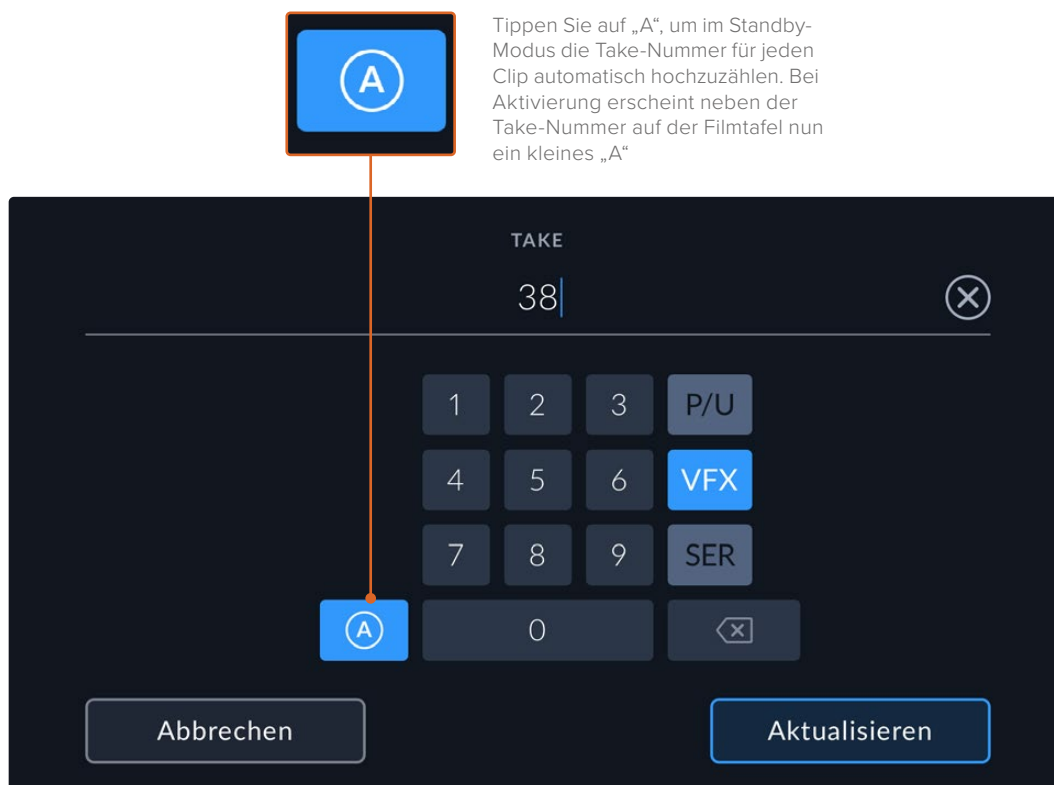 A
Tippen Sie auf „A“, um im Standby-
Modus die Take-Nummer für jeden
Clip automatisch hochzuzählen. Bei
Aktivierung erscheint neben der
Take-Nummer auf der Filmtafel nun
ein kleines „A“
TAKE
38
1 2 3 P/U
4 5 6 VFX
7 8 9 SER
A 0
Abbrechen Aktualisieren